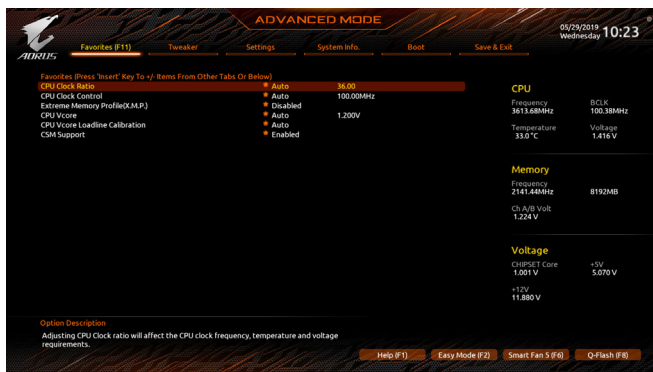 ADVANCED MODE
05/29/2019 10:23
Wednesday
AORUS
Favorites (F11) Tweaker Settings System Info. Boot Save & Exit
Favorites (Press 'Insert' Key To +/- Items From Other Tabs Or Below)
CPU Clock Ratio Auto 36.00
CPU Clock Control Auto 100.00MHz
Extreme Memory Profile(X.M.P.) Disabled
CPU Vcore Auto 1.200V
CPU Vcore Loadline Calibration Auto
CSM Support Enabled
CPU
Frequency BCLK
3613.68MHz 100.38MHz
Temperature Voltage
33.0 °C 1.416 V
Memory
Frequency
2141.44MHz 8192MB
Ch A/B Volt
1.224 V
Voltage
CHIPSET Core +5V
1.001 V 5.070 V
+12V
11.880 V
Option Description
Adjusting CPU Clock ratio will affect the CPU clock frequency, temperature and voltage
requirements.
Help (F1) Easy Mode (F2) Smart Fan 5 (F6) Q-Flash (F8)